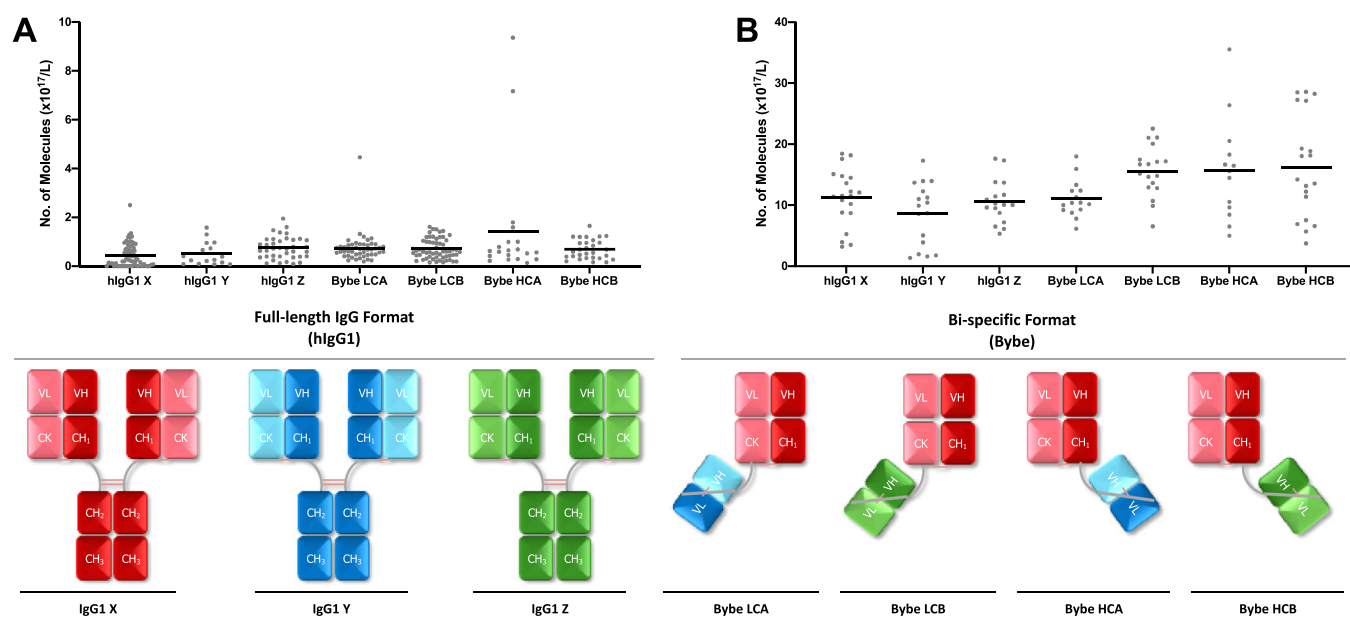 A
No. of Molecules (x10¹⁷/L)
10
8
6
4
2
0
hIgG1 X hIgG1 Y hIgG1 Z Bybe LCA Bybe LCB Bybe HCA Bybe HCB
B
No. of Molecules (x10¹⁷/L)
40
30
20
10
0
hIgG1 X hIgG1 Y hIgG1 Z Bybe LCA Bybe LCB Bybe HCA Bybe HCB
Full-length IgG Format
(hIgG1)
VL VH VH VL
CK CH₁ CH₁ CK
CH₂ CH₂
CH₃ CH₃
IgG1 X
VL VH VH VL
CK CH₁ CH₁ CK
CH₂ CH₂
CH₃ CH₃
IgG1 Y
VL VH VH VL
CK CH₁ CH₁ CK
CH₂ CH₂
CH₃ CH₃
IgG1 Z
Bi-specific Format
(Bybe)
VL VH
CK CH₁
VH
VL
Bybe LCA
VL VH
CK CH₁
VH
VL
Bybe LCB
VL VH
CK CH₁
VH
VL
Bybe HCA
VL VH
CK CH₁
VH
VL
Bybe HCB